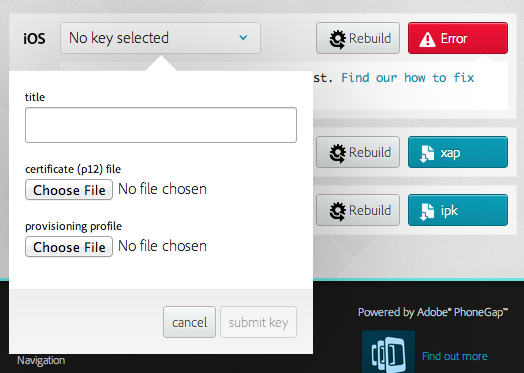 iOS No key selected Rebuild Error
st. Find our how to fix
title
certificate (p12) file
Choose File No file chosen
Rebuild xap
provisioning profile
Choose File No file chosen
Rebuild ipk
cancel submit key
Powered by Adobe® PhoneGap™
Find out more
Navigation